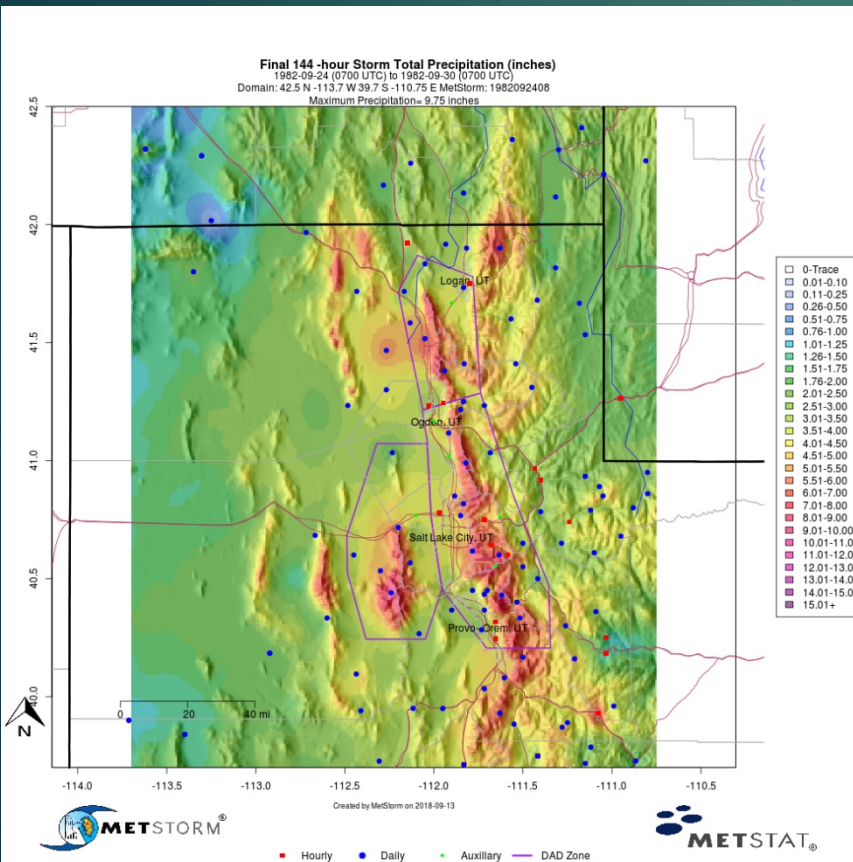 Final 144 -hour Storm Total Precipitation (inches)
1982-09-24 (0700 UTC) to 1982-09-30 (0700 UTC)
Domain: 42.5 N -113.7 W 39.7 S -110.75 E MetStorm: 1982092408
Maximum Precipitation= 9.75 inches
42.5
42.0
41.5
41.0
40.5
40.0
Logan, UT
Ogden, UT
Salt Lake City, UT
Provo-Orem, UT
0-Trace
0.01-0.10
0.11-0.25
0.26-0.50
0.51-0.75
0.76-1.00
1.01-1.25
1.26-1.50
1.51-1.75
1.76-2.00
2.01-2.50
2.51-3.00
3.01-3.50
3.51-4.00
4.01-4.50
4.51-5.00
5.01-5.50
5.51-6.00
6.01-7.00
7.01-8.00
8.01-9.00
9.01-10.00
10.01-11.0
11.01-12.0
12.01-13.0
13.01-14.0
14.01-15.0
15.01+
0 20 40 mi
N
-114.0 -113.5 -113.0 -112.5 -112.0 -111.5 -111.0 -110.5
Created by MetStorm on 2018-09-13
METSTORM®
METSTAT®
Hourly Daily Auxillary DAD Zone